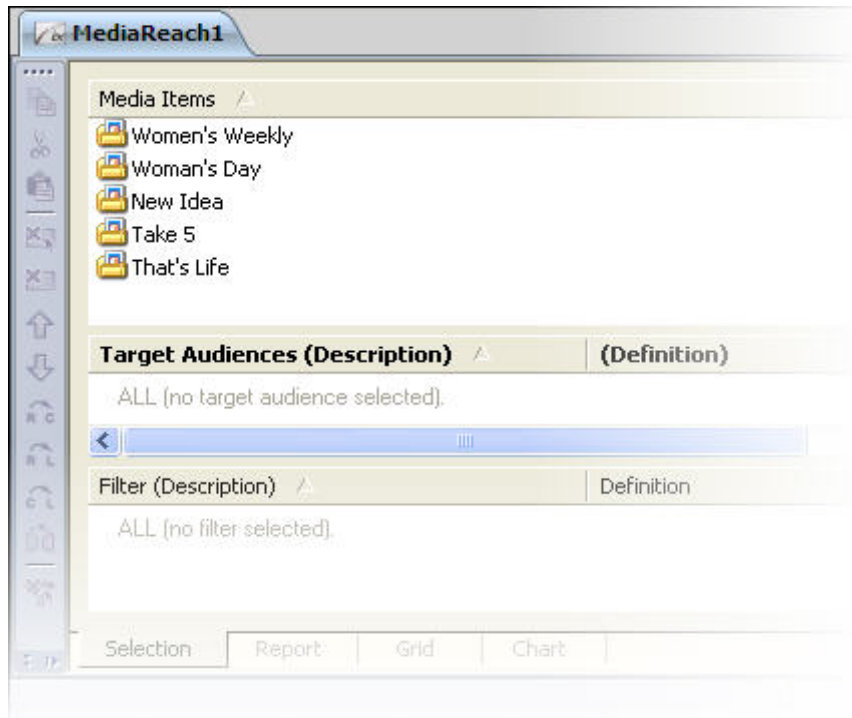 MediaReach1
Media Items
Women's Weekly
Woman's Day
New Idea
Take 5
That's Life
Target Audiences (Description) (Definition)
ALL (no target audience selected).
Filter (Description) Definition
ALL (no filter selected).
Selection Report Grid Chart